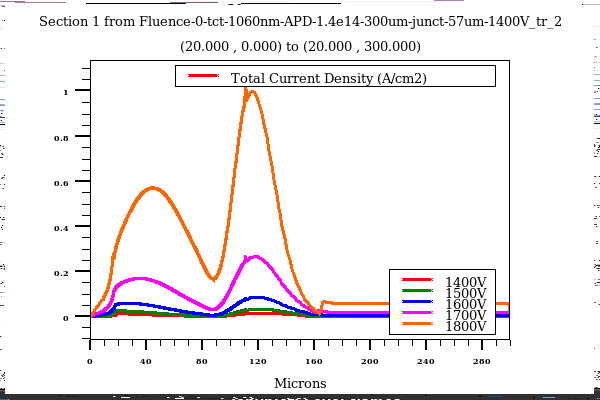 Section 1 from Fluence-0-tct-1060nm-APD-1.4e14-300um-junct-57um-1400V_tr_2
(20.000 , 0.000) to (20.000 , 300.000)
Total Current Density (A/cm2)
1
0.8
0.6
0.4
0.2
0
1400V
1500V
1600V
1700V
1800V
0 40 80 120 160 200 240 280
Microns